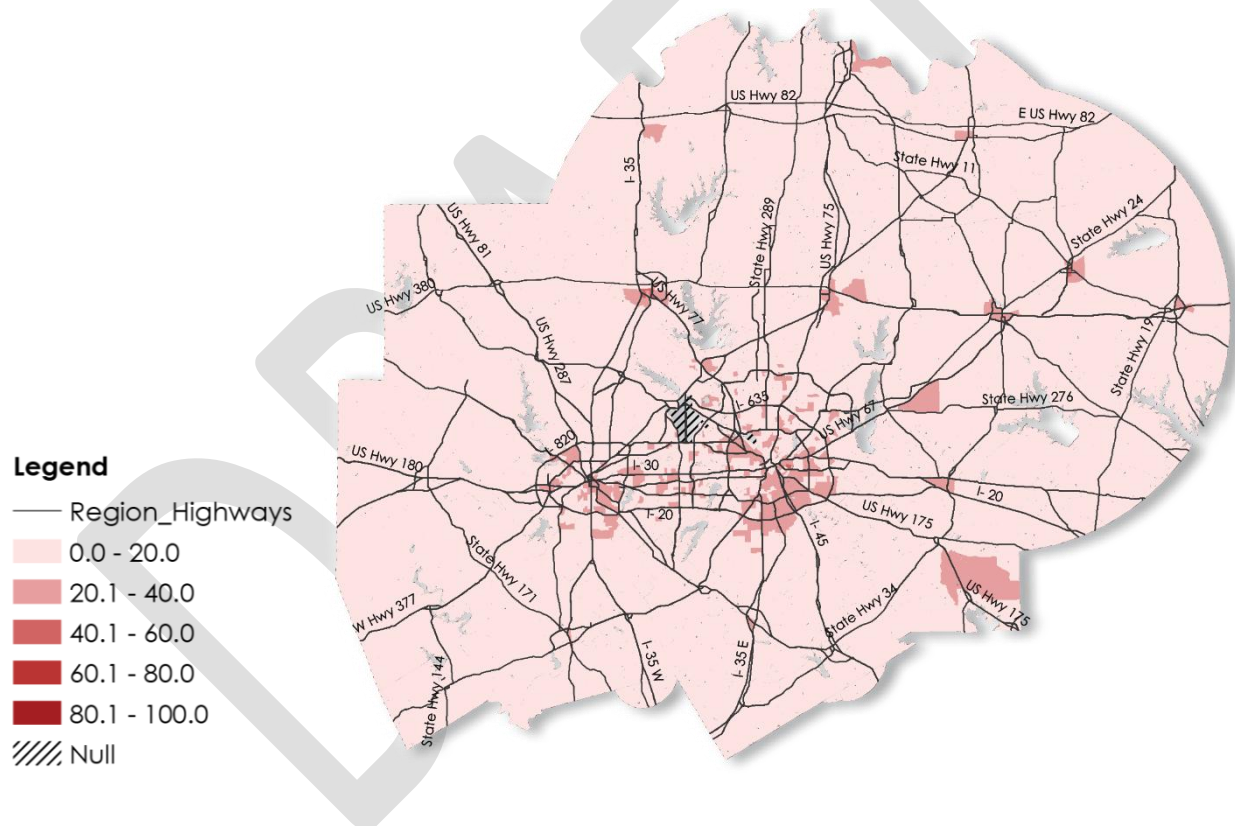 US Hwy 82
E US Hwy 82
State Hwy 11
I- 35
State Hwy 289
US Hwy 75
State Hwy 24
US Hwy 81
US Hwy 380
US Hwy 77
State Hwy 19
US Hwy 287
I- 635
US Hwy 67
State Hwy 276
820
US Hwy 180
I- 30
I- 20
I- 20
US Hwy 175
I- 45
State Hwy 171
State Hwy 34
US Hwy 175
W Hwy 377
I- 35 W
I- 35 E
State Hwy 144
Legend
Region_Highways
0.0 - 20.0
20.1 - 40.0
40.1 - 60.0
60.1 - 80.0
80.1 - 100.0
Null